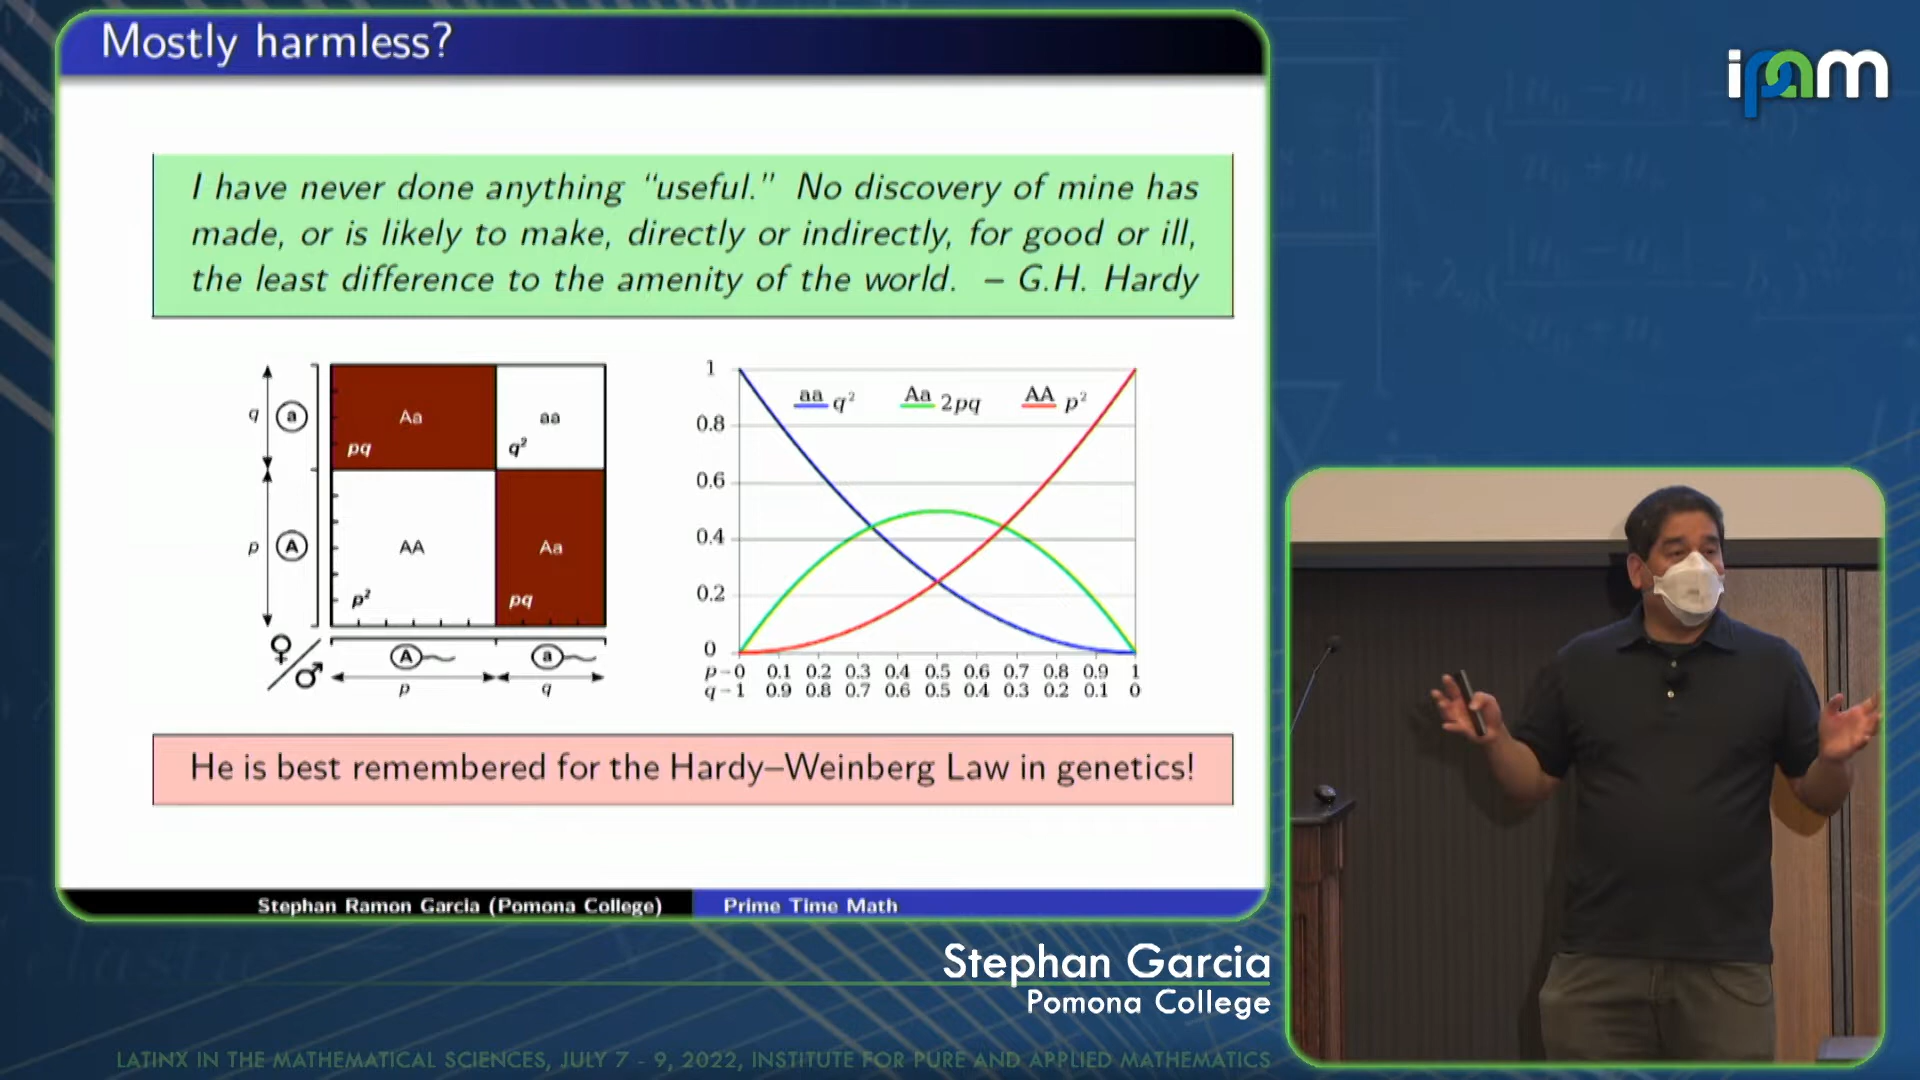 Mostly harmless?
ipam
I have never done anything “useful.” No discovery of mine has
made, or is likely to make, directly or indirectly, for good or ill,
the least difference to the amenity of the world. – G.H. Hardy
q a Aa aa
pq q²
p A AA Aa
p² pq
♀/♂ A a
p q
1
0.8
0.6
0.4
0.2
0
aa q² Aa 2pq AA p²
p–0 0.1 0.2 0.3 0.4 0.5 0.6 0.7 0.8 0.9 1
q–1 0.9 0.8 0.7 0.6 0.5 0.4 0.3 0.2 0.1 0
He is best remembered for the Hardy–Weinberg Law in genetics!
Stephan Ramon Garcia (Pomona College) Prime Time Math
Stephan Garcia
Pomona College
LATINX IN THE MATHEMATICAL SCIENCES, JULY 7 - 9, 2022, INSTITUTE FOR PURE AND APPLIED MATHEMATICS